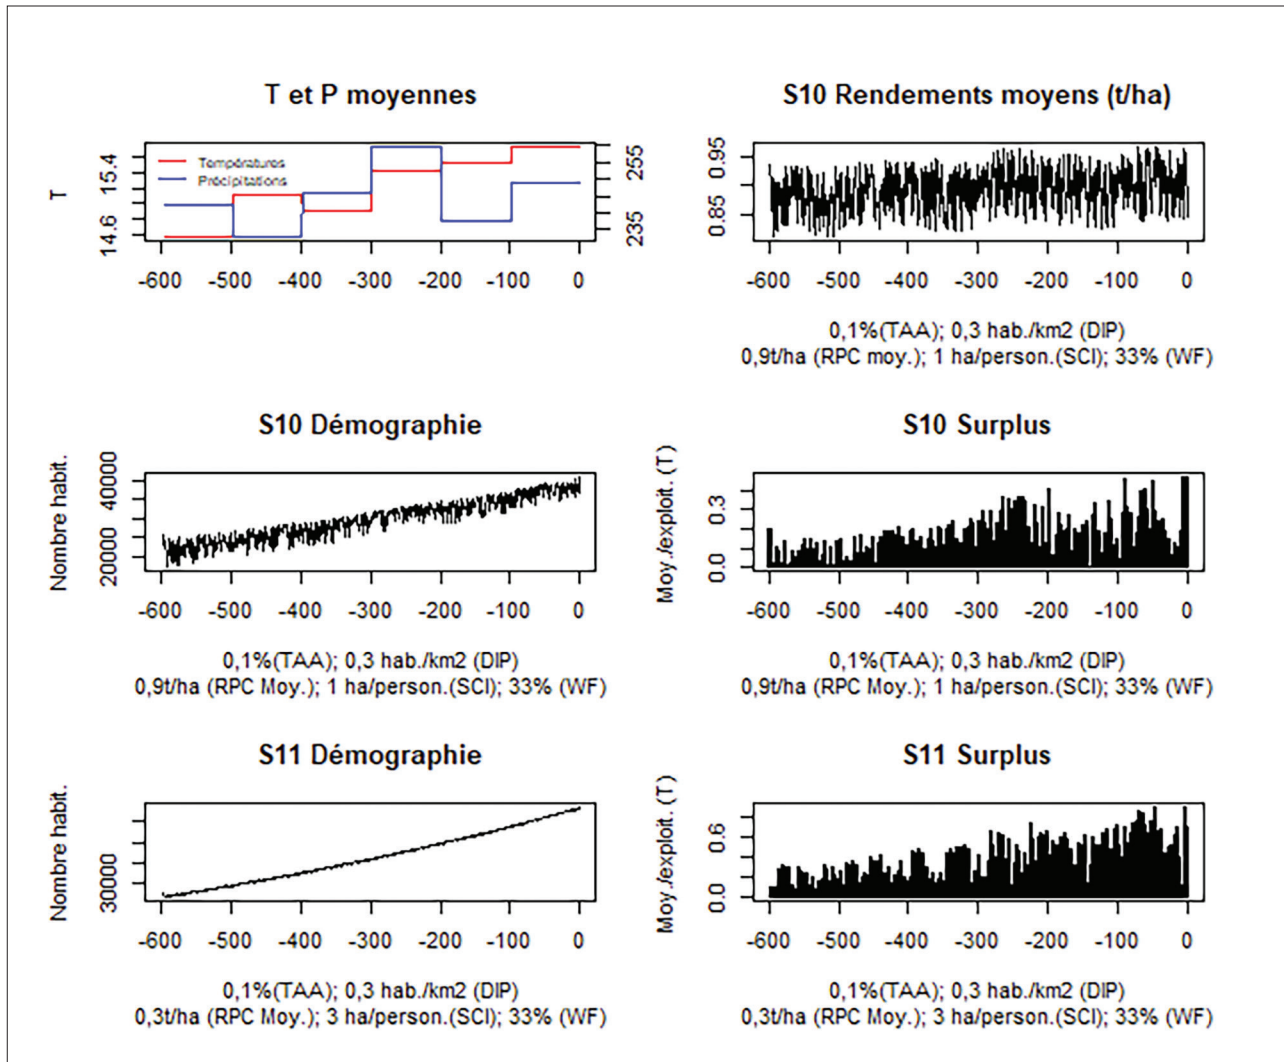 T et P moyennes
T
15.4
14.6
Températures
Précipitations
255
235
-600 -500 -400 -300 -200 -100 0
S10 Rendements moyens (t/ha)
0.95
0.85
-600 -500 -400 -300 -200 -100 0
0,1%(TAA); 0,3 hab./km2 (DIP)
0,9t/ha (RPC moy.); 1 ha/person.(SCI); 33% (WF)
S10 Démographie
Nombre habit.
40000
20000
-600 -500 -400 -300 -200 -100 0
0,1%(TAA); 0,3 hab./km2 (DIP)
0,9t/ha (RPC Moy.); 1 ha/person.(SCI); 33% (WF)
S10 Surplus
Moy./exploit. (T)
0.3
0.0
-600 -500 -400 -300 -200 -100 0
0,1%(TAA); 0,3 hab./km2 (DIP)
0,9t/ha (RPC Moy.); 1 ha/person.(SCI); 33% (WF)
S11 Démographie
Nombre habit.
30000
-600 -500 -400 -300 -200 -100 0
0,1%(TAA); 0,3 hab./km2 (DIP)
0,3t/ha (RPC Moy.); 3 ha/person.(SCI); 33% (WF)
S11 Surplus
Moy./exploit. (T)
0.6
0.0
-600 -500 -400 -300 -200 -100 0
0,1%(TAA); 0,3 hab./km2 (DIP)
0,3t/ha (RPC Moy.); 3 ha/person.(SCI); 33% (WF)